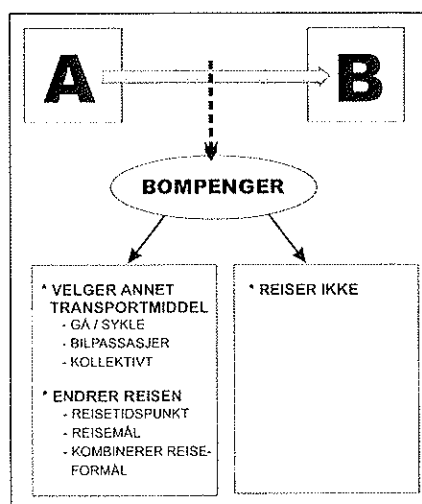 A
B
BOMPENGER
* VELGER ANNET
TRANSPORTMIDDEL
- GÅ / SYKLE
- BILPASSASJER
- KOLLEKTIVT
* ENDRER REISEN
- REISETIDSPUNKT
- REISEMÅL
- KOMBINERER REISE-
FORMÅL
* REISER IKKE